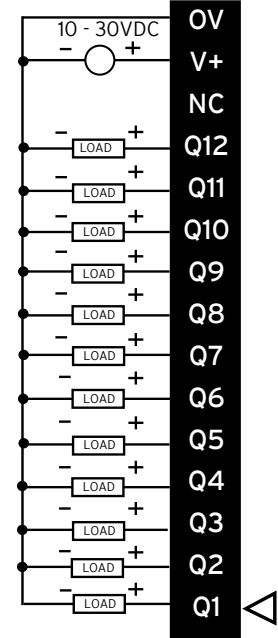 0V
10 - 30VDC
- + V+
NC
- LOAD + Q12
- LOAD + Q11
- LOAD + Q10
- LOAD + Q9
- LOAD + Q8
- LOAD + Q7
- LOAD + Q6
- LOAD + Q5
- LOAD + Q4
- LOAD + Q3
- LOAD + Q2
- LOAD + Q1